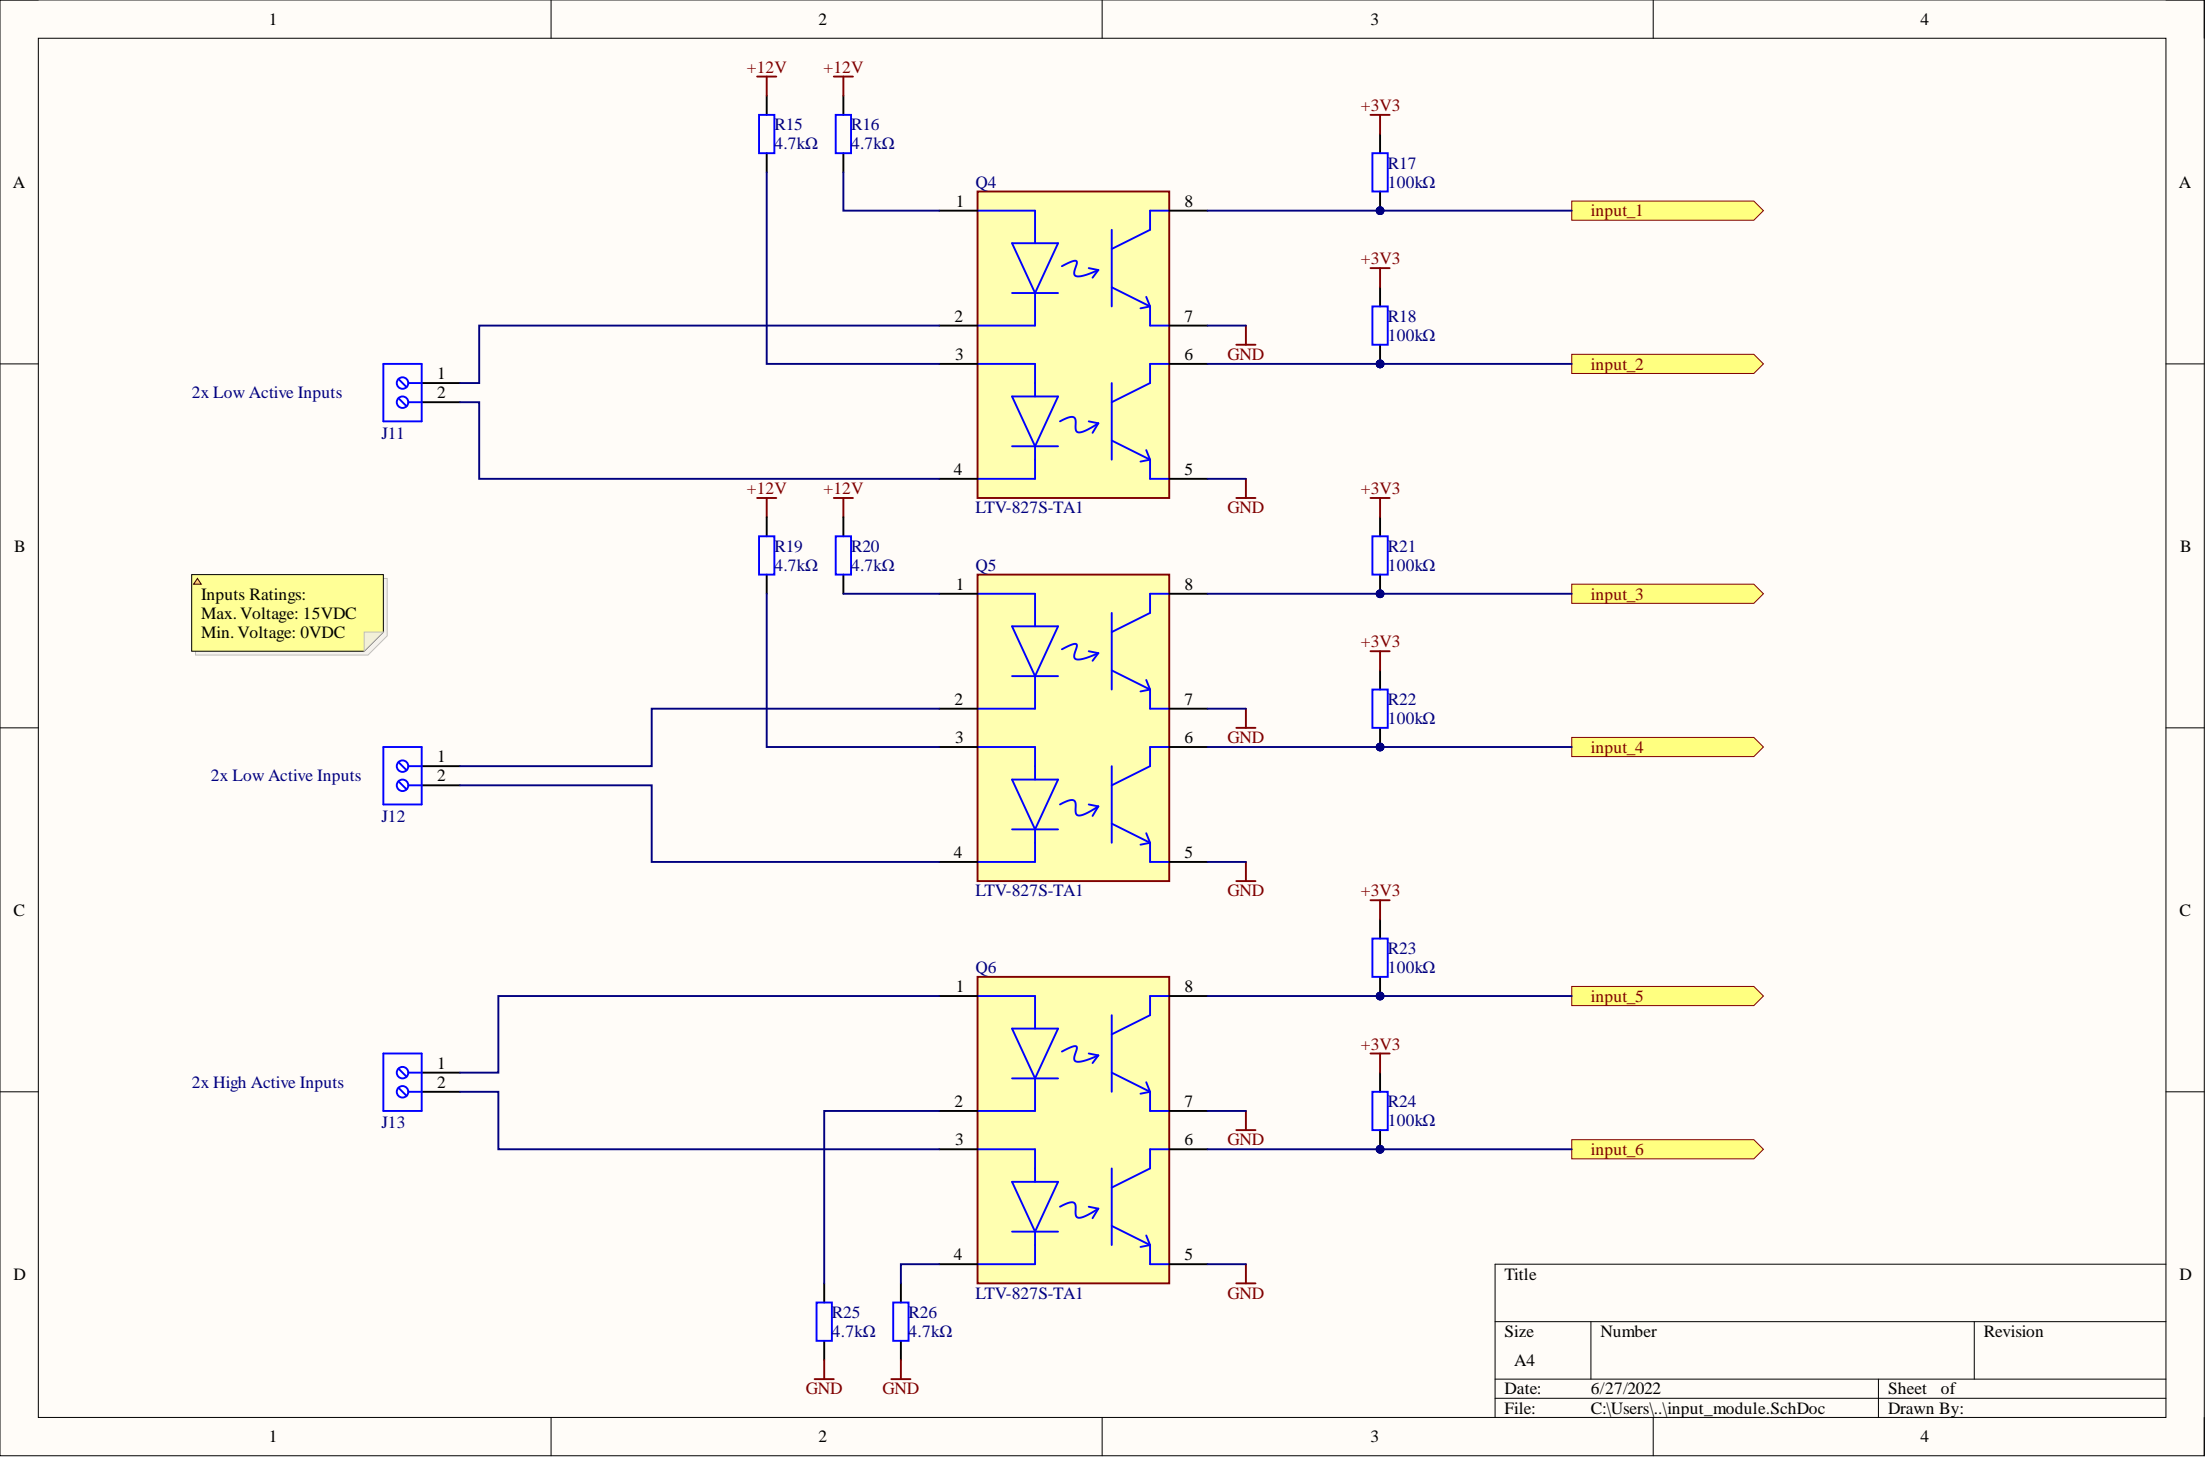 1 2 3 4
+12V +12V
+3V3
R15 R16
4.7kΩ 4.7kΩ
R17
100kΩ
A A
Q4
1 8
input_1
+3V3
2 7
R18
100kΩ
3 6
GND
input_2
1
2x Low Active Inputs
2
J11
4 5
+12V +12V
+3V3
LTV-827S-TA1
GND
B B
R19 R20
4.7kΩ 4.7kΩ
R21
100kΩ
Q5
1 8
Inputs Ratings:
Max. Voltage: 15VDC
Min. Voltage: 0VDC
input_3
+3V3
2 7
R22
100kΩ
3 6
GND
input_4
1
2x Low Active Inputs
2
J12
4 5
LTV-827S-TA1
GND
+3V3
C C
R23
100kΩ
Q6
1 8
input_5
+3V3
1
2x High Active Inputs
2
J13
2 7
R24
100kΩ
3 6
GND
input_6
4 5
D D
LTV-827S-TA1
GND
R25 R26
4.7kΩ 4.7kΩ
GND GND
Title
Size Number Revision
A4
Date: 6/27/2022 Sheet of
File: C:\Users\..\input_module.SchDoc Drawn By:
1 2 3 4